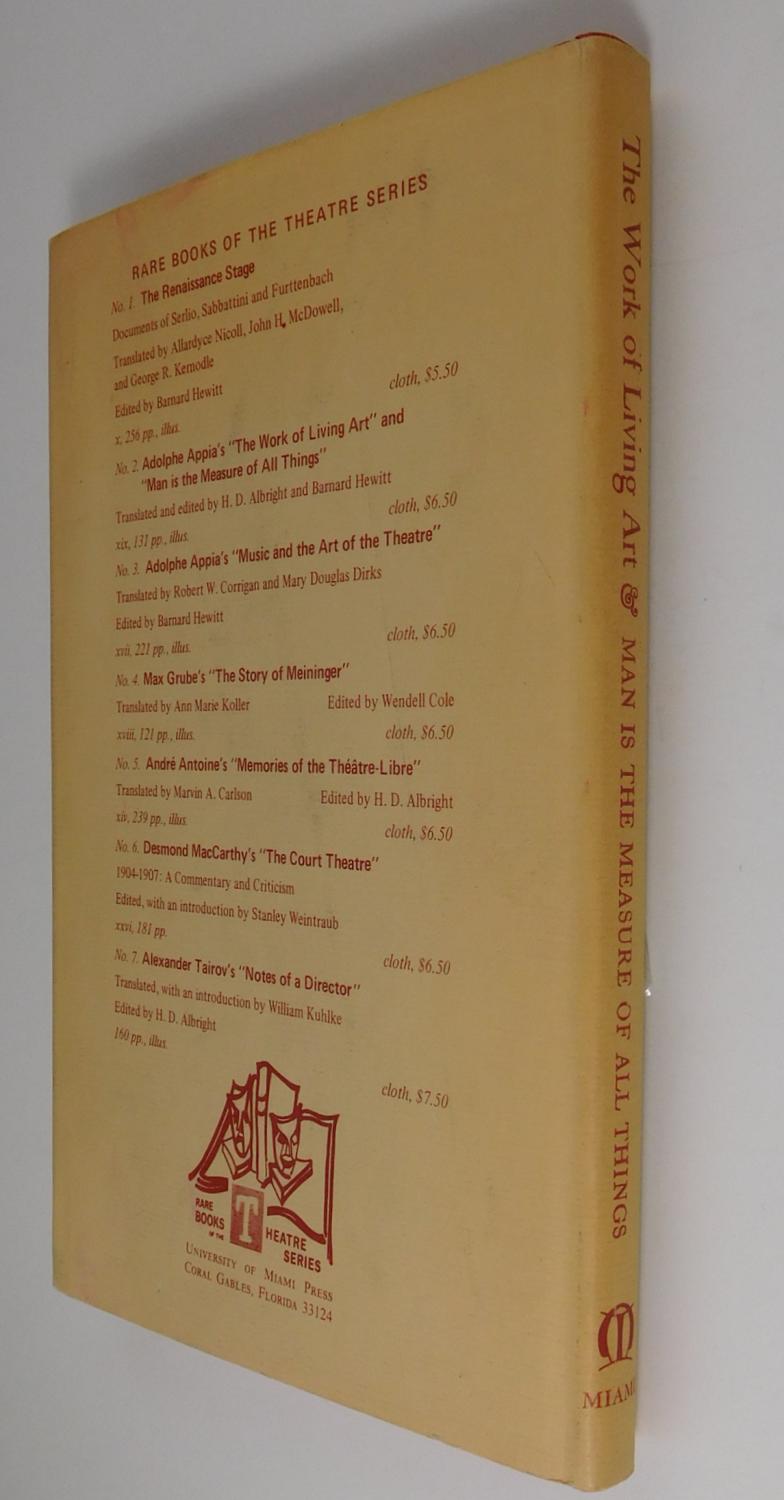 RARE BOOKS OF THE THEATRE SERIES
No. 1. The Renaissance Stage
Documents of Serlio, Sabbattini and Furttenbach
Translated by Allardyce Nicoll, John H. McDowell,
and George R. Kernodle
Edited by Barnard Hewitt
x, 256 pp., illus. cloth, $5.50
No. 2. Adolphe Appia's "The Work of Living Art" and
"Man is the Measure of All Things"
Translated and edited by H. D. Albright and Barnard Hewitt
xix, 131 pp., illus. cloth, $6.50
No. 3. Adolphe Appia's "Music and the Art of the Theatre"
Translated by Robert W. Corrigan and Mary Douglas Dirks
Edited by Barnard Hewitt
xvii, 221 pp., illus. cloth, $6.50
No. 4. Max Grube's "The Story of Meininger"
Translated by Ann Marie Koller Edited by Wendell Cole
xviii, 121 pp., illus. cloth, $6.50
No. 5. André Antoine's "Memories of the Théâtre-Libre"
Translated by Marvin A. Carlson Edited by H. D. Albright
xiv, 239 pp., illus. cloth, $6.50
No. 6. Desmond MacCarthy's "The Court Theatre"
1904-1907: A Commentary and Criticism
Edited, with an introduction by Stanley Weintraub
xxvi, 181 pp. cloth, $6.50
No. 7. Alexander Tairov's "Notes of a Director"
Translated, with an introduction by William Kuhlke
Edited by H. D. Albright
160 pp., illus. cloth, $7.50
RARE
BOOKS
OF THE
THEATRE
SERIES
UNIVERSITY OF MIAMI PRESS
CORAL GABLES, FLORIDA 33124
The Work of Living Art & MAN IS THE MEASURE OF ALL THINGS
MIAMI